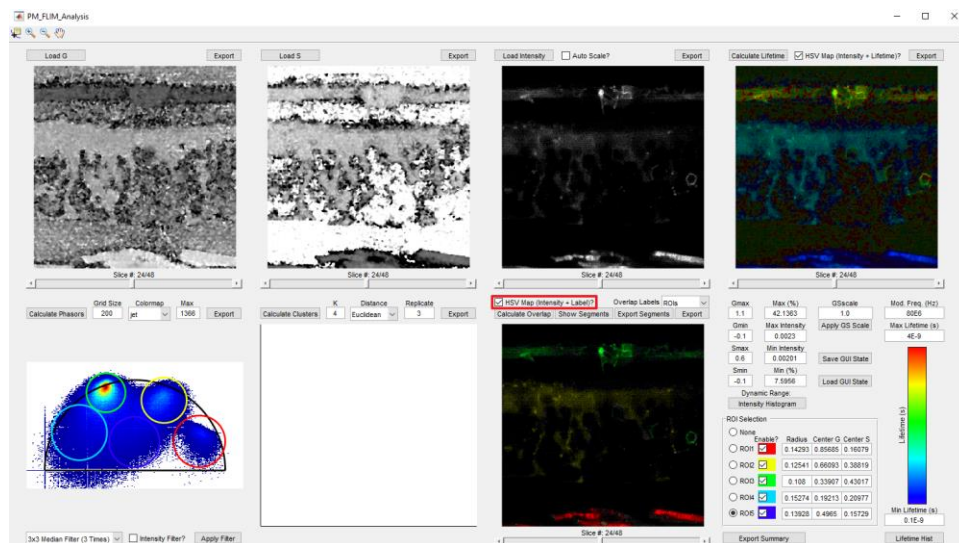 PM_FLIM_Analysis
Load G Export Load S Export Load Intensity Auto Scale? Export Calculate Lifetime HSV Map (Intensity + Lifetime)? Export
Slice #: 24/48 Slice #: 24/48 Slice #: 24/48 Slice #: 24/48
Grid Size Colormap Max
Calculate Phasors 200 jet 1366 Export
K Distance Replicate
Calculate Clusters 4 Euclidean 3 Export
HSV Map (Intensity + Label)? Overlap Labels ROIs
Calculate Overlap Show Segments Export Segments Export
Slice #: 24/48
3x3 Median Filter (3 Times) Intensity Filter? Apply Filter
Gmax Max (%) GSscale Mod. Freq. (Hz)
1.1 42.1363 1.0 80E6
Gmin Max Intensity Apply GS Scale Max Lifetime (s)
-0.1 0.0023 4E-9
Smax Min Intensity
0.6 0.00201 Save GUI State
Smin Min (%)
-0.1 7.5956 Load GUI State
Dynamic Range:
Intensity Histogram
ROI Selection
None
Enable? Radius Center G Center S
ROI1 0.14293 0.85685 0.16079
ROI2 0.12541 0.66093 0.38819
ROI3 0.108 0.33907 0.43017
ROI4 0.15274 0.19213 0.20977
ROI5 0.13928 0.4965 0.15729
Lifetime (s)
Min Lifetime (s)
0.1E-9
Export Summary Lifetime Hist